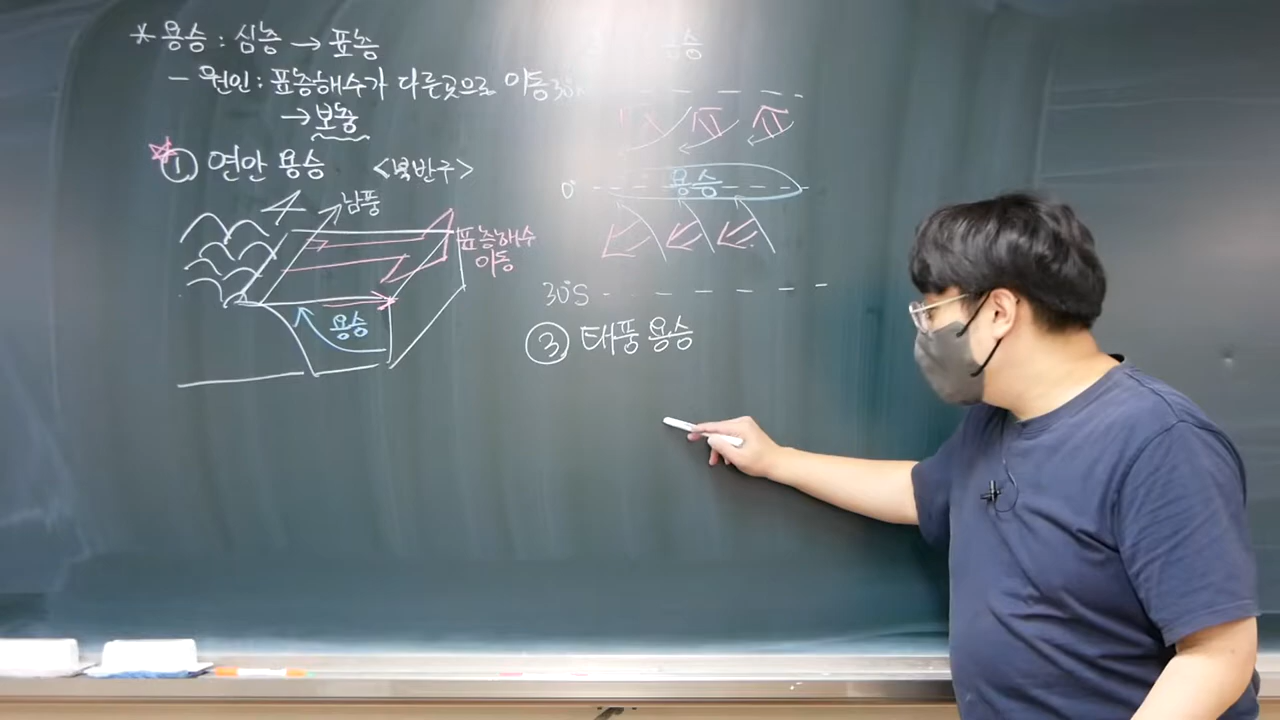 * 용승 : 심층 → 표층
- 원인 : 표층해수가 다른곳으로 이동
→ 보충
① 연안 용승 <북반구>
남풍
표층해수
이동
용승
용승
30°N
0°
용승
30°S
③ 태풍 용승